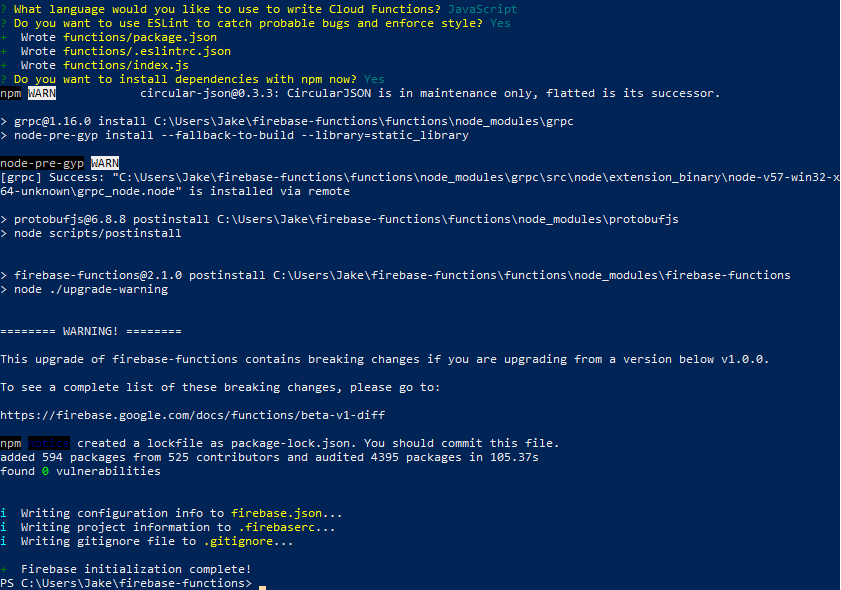 ? What language would you like to use to write Cloud Functions? JavaScript
? Do you want to use ESLint to catch probable bugs and enforce style? Yes
+  Wrote functions/package.json
+  Wrote functions/.eslintrc.json
+  Wrote functions/index.js
? Do you want to install dependencies with npm now? Yes
npm WARN            circular-json@0.3.3: CircularJSON is in maintenance only, flatted is its successor.
> grpc@1.16.0 install C:\Users\Jake\firebase-functions\functions\node_modules\grpc
> node-pre-gyp install --fallback-to-build --library=static_library
node-pre-gyp WARN
[grpc] Success: "C:\Users\Jake\firebase-functions\functions\node_modules\grpc\src\node\extension_binary\node-v57-win32-x
64-unknown\grpc_node.node" is installed via remote
> protobufjs@6.8.8 postinstall C:\Users\Jake\firebase-functions\functions\node_modules\protobufjs
> node scripts/postinstall
> firebase-functions@2.1.0 postinstall C:\Users\Jake\firebase-functions\functions\node_modules\firebase-functions
> node ./upgrade-warning
======== WARNING! ========
This upgrade of firebase-functions contains breaking changes if you are upgrading from a version below v1.0.0.
To see a complete list of these breaking changes, please go to:
https://firebase.google.com/docs/functions/beta-v1-diff
npm notice created a lockfile as package-lock.json. You should commit this file.
added 594 packages from 525 contributors and audited 4395 packages in 105.37s
found 0 vulnerabilities
i  Writing configuration info to firebase.json...
i  Writing project information to .firebaserc...
i  Writing gitignore file to .gitignore...
+  Firebase initialization complete!
PS C:\Users\Jake\firebase-functions>